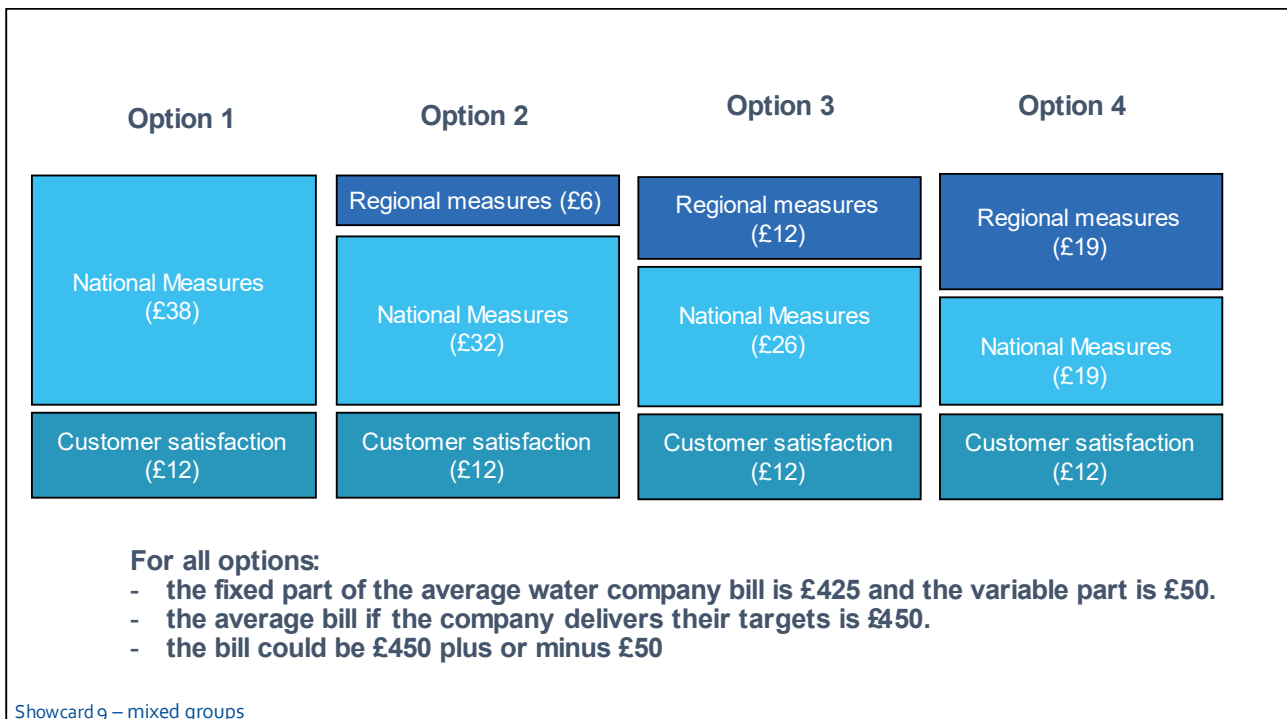 Option 1
Option 2
Option 3
Option 4
National Measures
(£38)
Customer satisfaction
(£12)
Regional measures (£6)
National Measures
(£32)
Customer satisfaction
(£12)
Regional measures
(£12)
National Measures
(£26)
Customer satisfaction
(£12)
Regional measures
(£19)
National Measures
(£19)
Customer satisfaction
(£12)
For all options:
- the fixed part of the average water company bill is £425 and the variable part is £50.
- the average bill if the company delivers their targets is £450.
- the bill could be £450 plus or minus £50
Showcard 9 – mixed groups